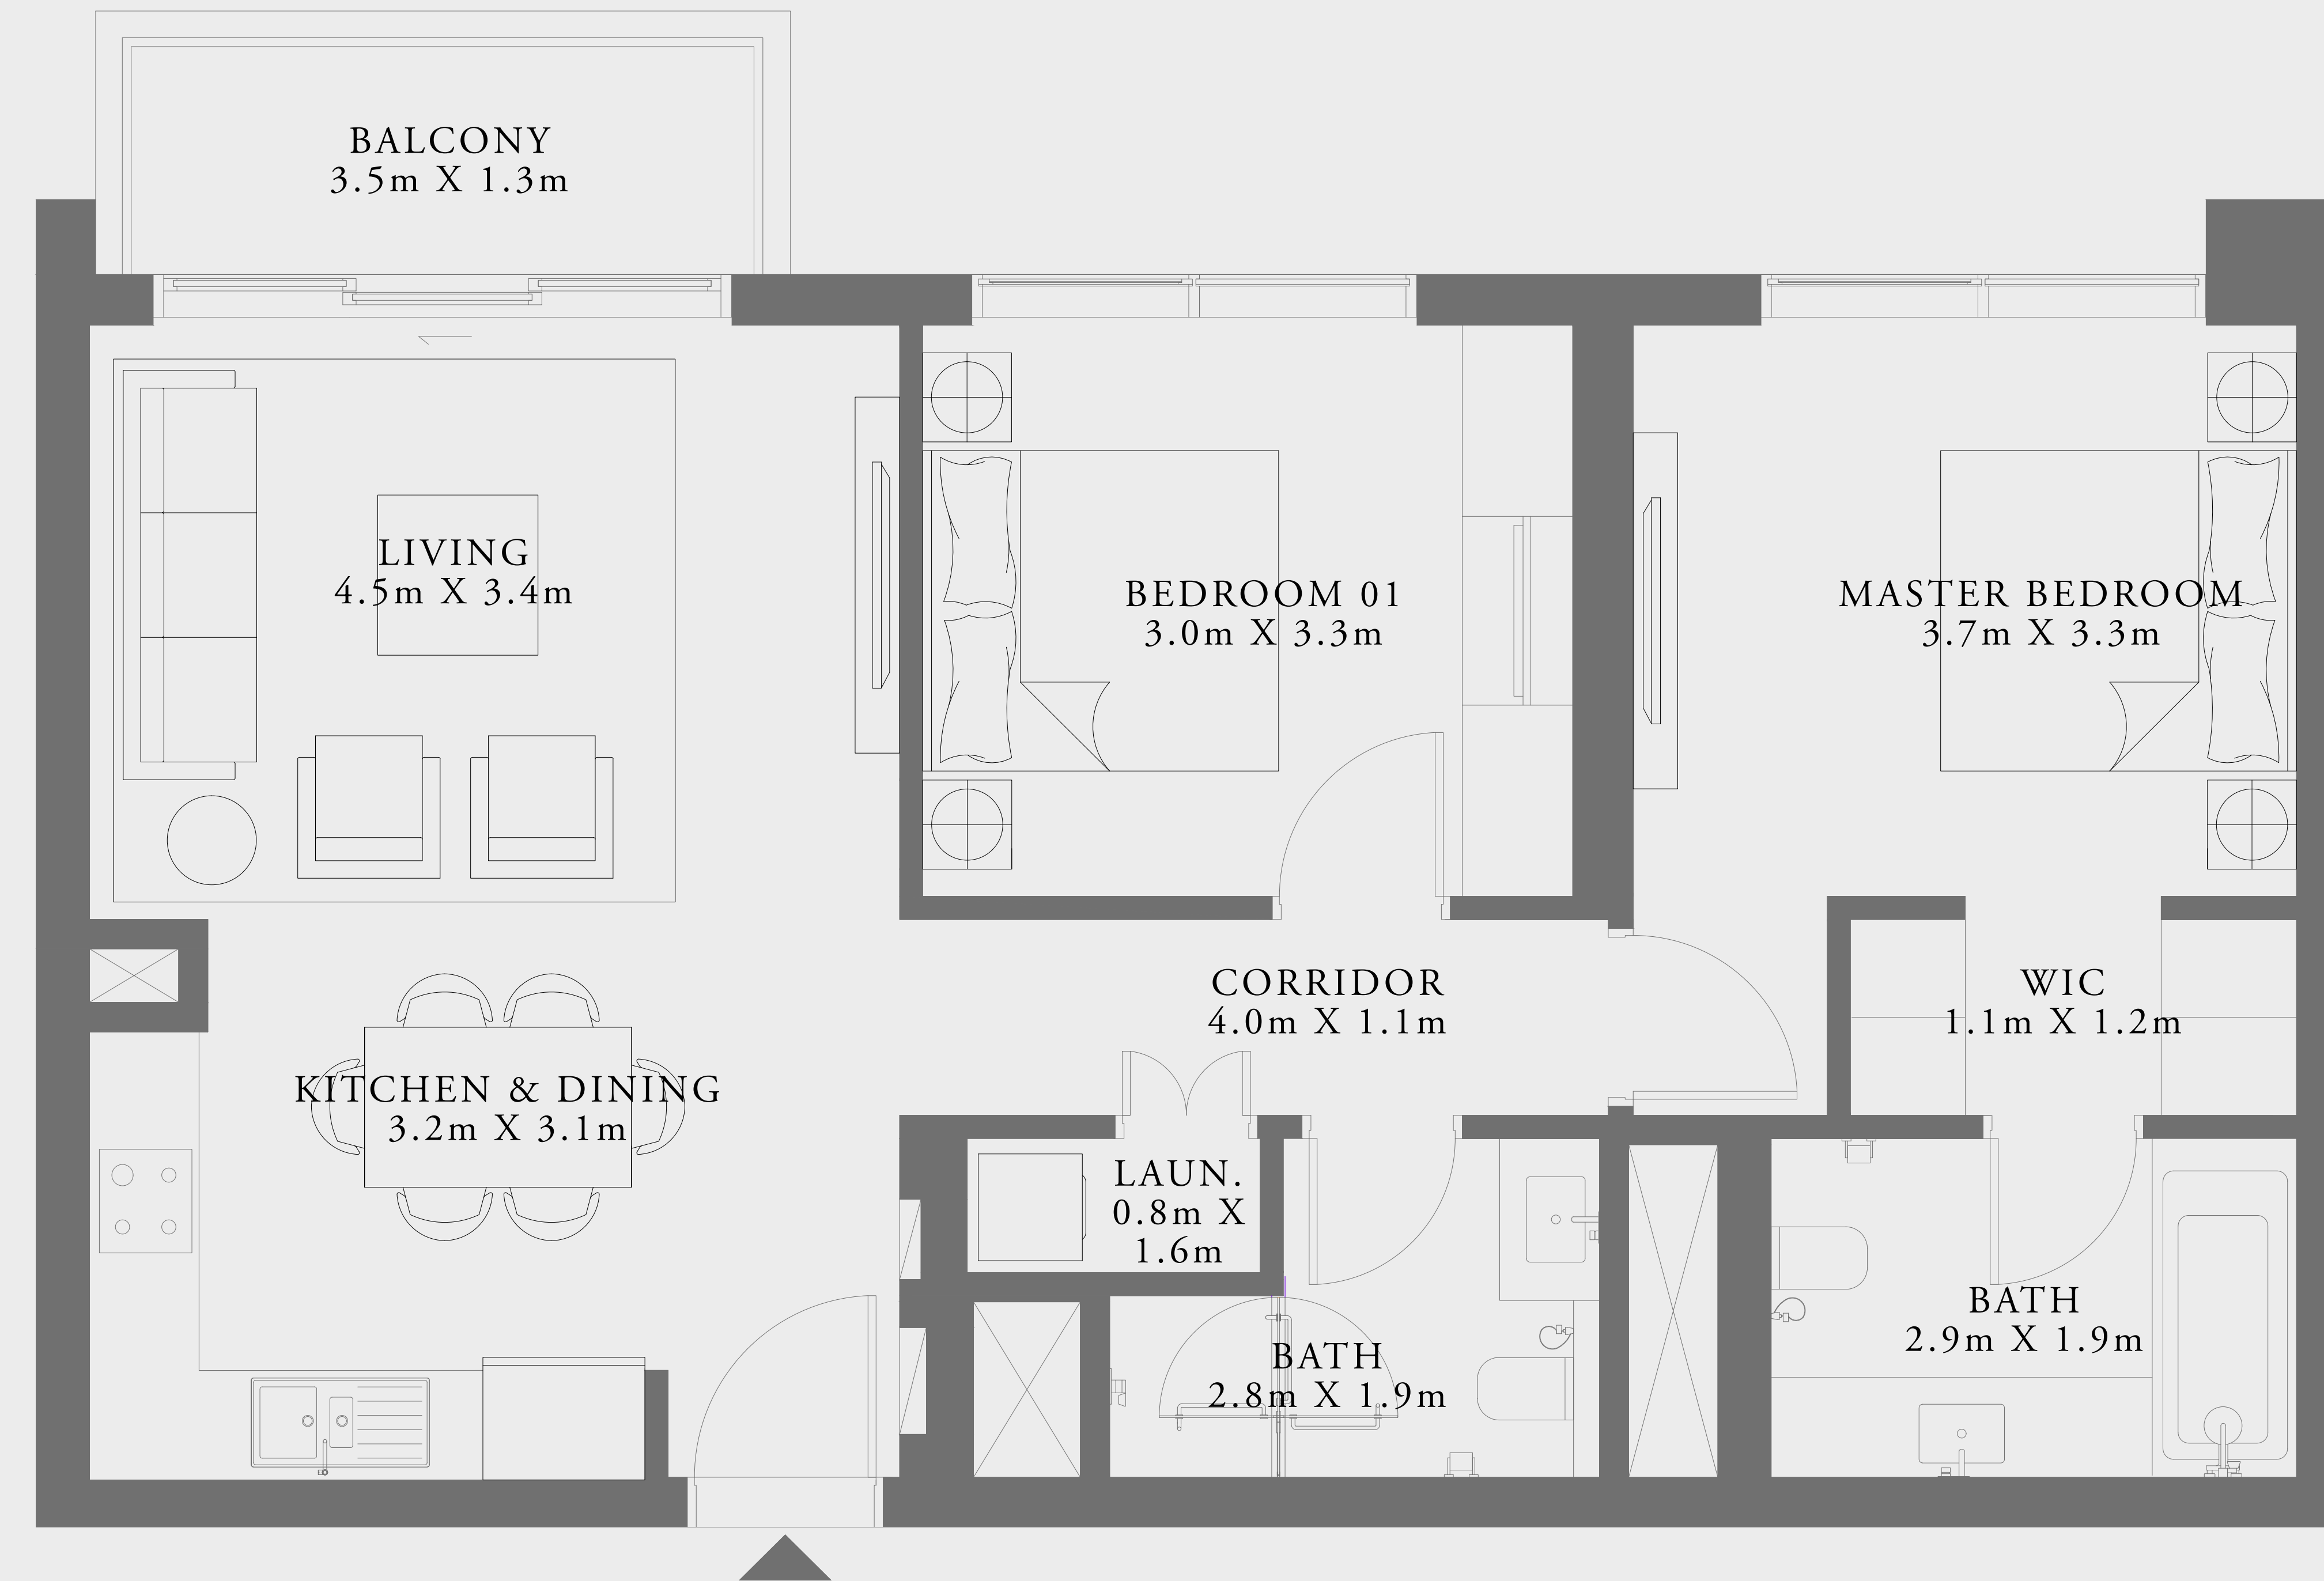 BALCONY
3.5m X 1.3m
LIVING
4.5m X 3.4m
BEDROOM 01
3.0m X 3.3m
MASTER BEDROOM
3.7m X 3.3m
CORRIDOR
4.0m X 1.1m
WIC
1.1m X 1.2m
KITCHEN & DINING
3.2m X 3.1m
LAUN.
0.8m X
1.6m
BATH
2.8m X 1.9m
BATH
2.9m X 1.9m